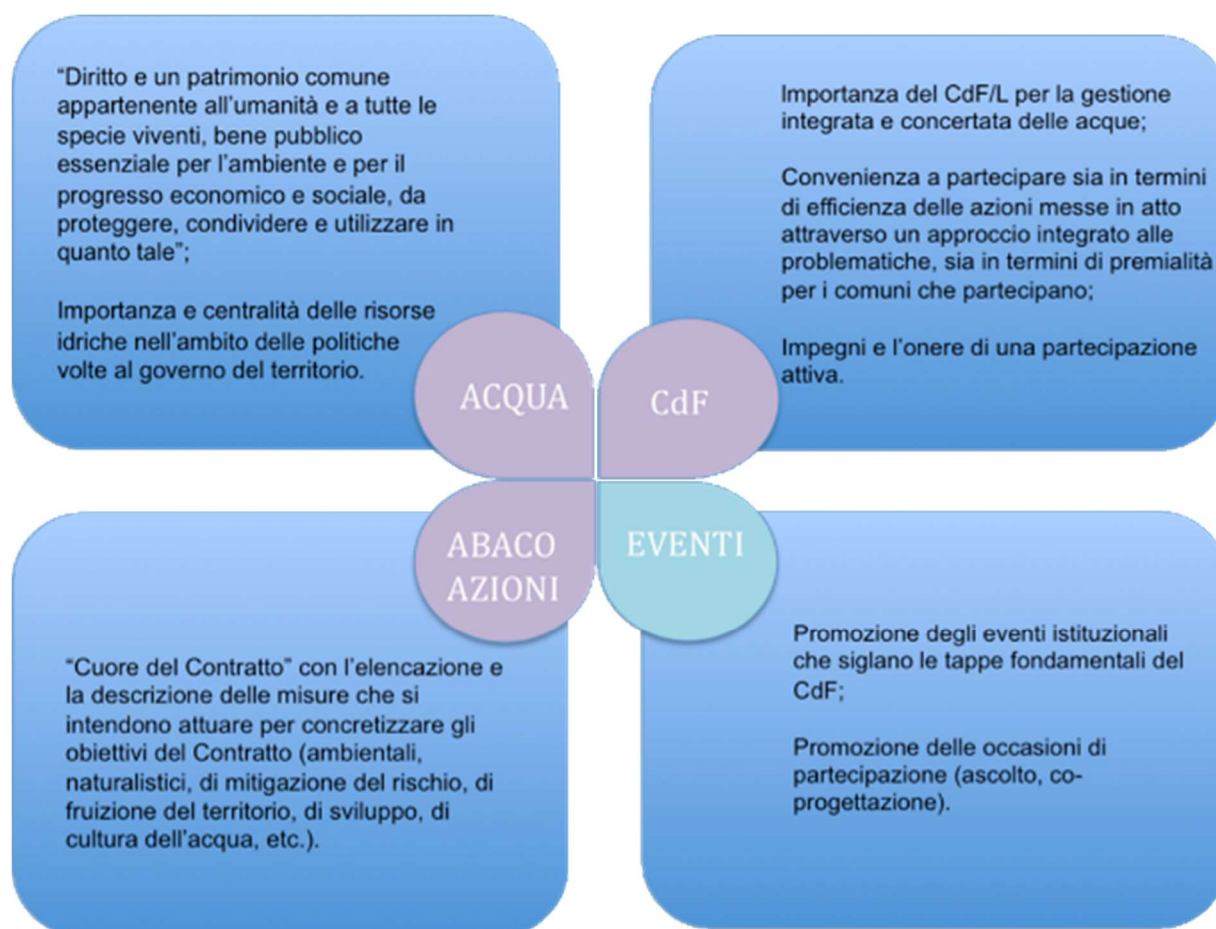 “Diritto e un patrimonio comune
appartenente all’umanità e a tutte le
specie viventi, bene pubblico
essenziale per l’ambiente e per il
progresso economico e sociale, da
proteggere, condividere e utilizzare in
quanto tale”;
Importanza e centralità delle risorse
idriche nell’ambito delle politiche
volte al governo del territorio.
ACQUA
Importanza del CdF/L per la gestione
integrata e concertata delle acque;
Convenienza a partecipare sia in termini
di efficienza delle azioni messe in atto
attraverso un approccio integrato alle
problematiche, sia in termini di premialità
per i comuni che partecipano;
Impegni e l’onere di una partecipazione
attiva.
CdF
ABACO
AZIONI
“Cuore del Contratto” con l’elencazione e
la descrizione delle misure che si
intendono attuare per concretizzare gli
obiettivi del Contratto (ambientali,
naturalistici, di mitigazione del rischio, di
fruizione del territorio, di sviluppo, di
cultura dell’acqua, etc.).
EVENTI
Promozione degli eventi istituzionali
che siglano le tappe fondamentali del
CdF;
Promozione delle occasioni di
partecipazione (ascolto, co-
progettazione).